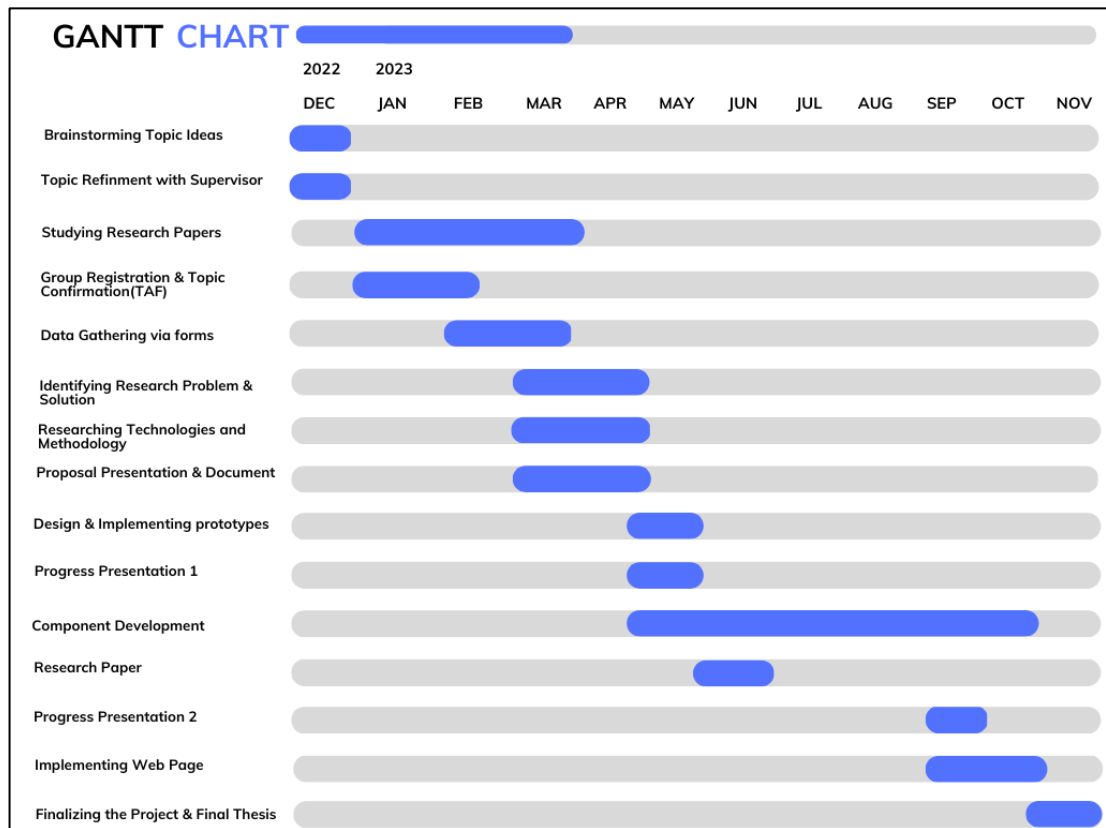 GANTT CHART
2022 2023
DEC JAN FEB MAR APR MAY JUN JUL AUG SEP OCT NOV
Brainstorming Topic Ideas
Topic Refinment with Supervisor
Studying Research Papers
Group Registration & Topic
Confirmation(TAF)
Data Gathering via forms
Identifying Research Problem &
Solution
Researching Technologies and
Methodology
Proposal Presentation & Document
Design & Implementing prototypes
Progress Presentation 1
Component Development
Research Paper
Progress Presentation 2
Implementing Web Page
Finalizing the Project & Final Thesis